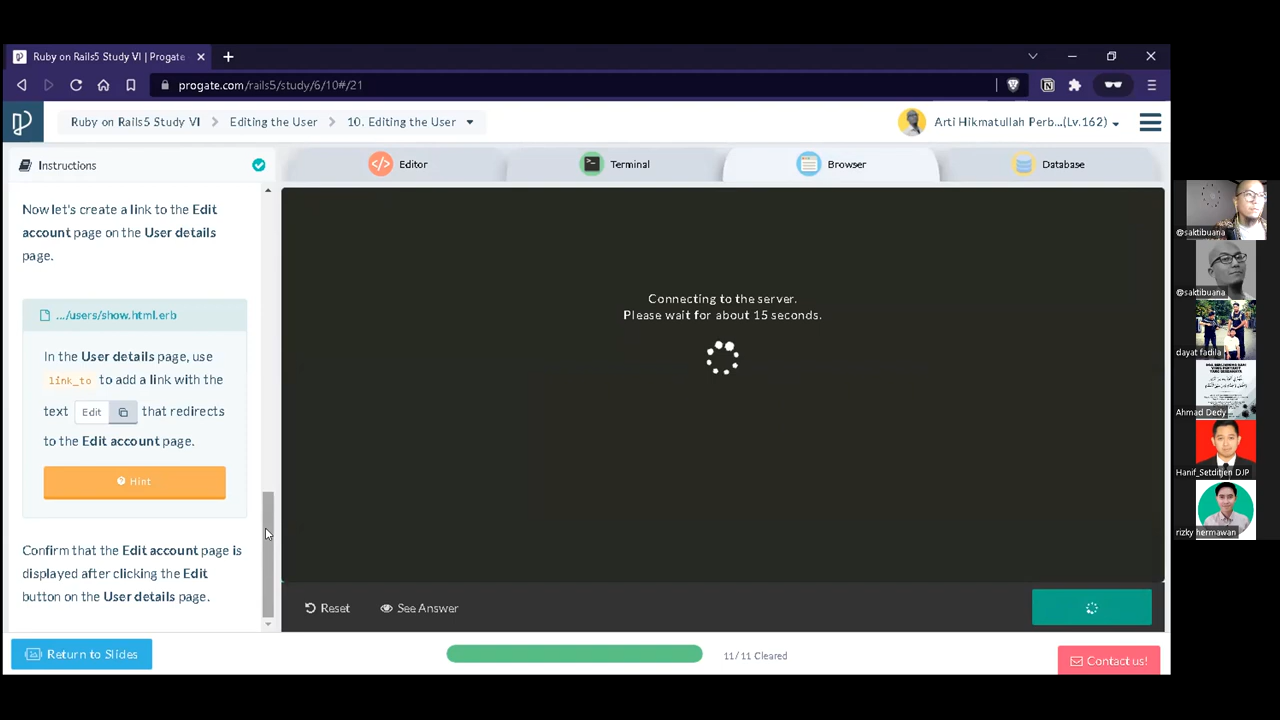 Ruby on Rails5 Study VI | Progate
progate.com/rails5/study/6/10#/21
Ruby on Rails5 Study VI
Editing the User
10. Editing the User
Arti Hikmatullah Perb...(Lv.162)
Instructions
Editor
Terminal
Browser
Database
Now let's create a link to the Edit
account page on the User details
page.
.../users/show.html.erb
In the User details page, use
link_to to add a link with the
text Edit that redirects
to the Edit account page.
Hint
Confirm that the Edit account page is
displayed after clicking the Edit
button on the User details page.
Connecting to the server.
Please wait for about 15 seconds.
Reset
See Answer
Return to Slides
11/11 Cleared
Contact us!
@saktibuana
@saktibuana
dayat fadila
Ahmad Dedy
Hanif_Setditjen DJP
rizky hermawan